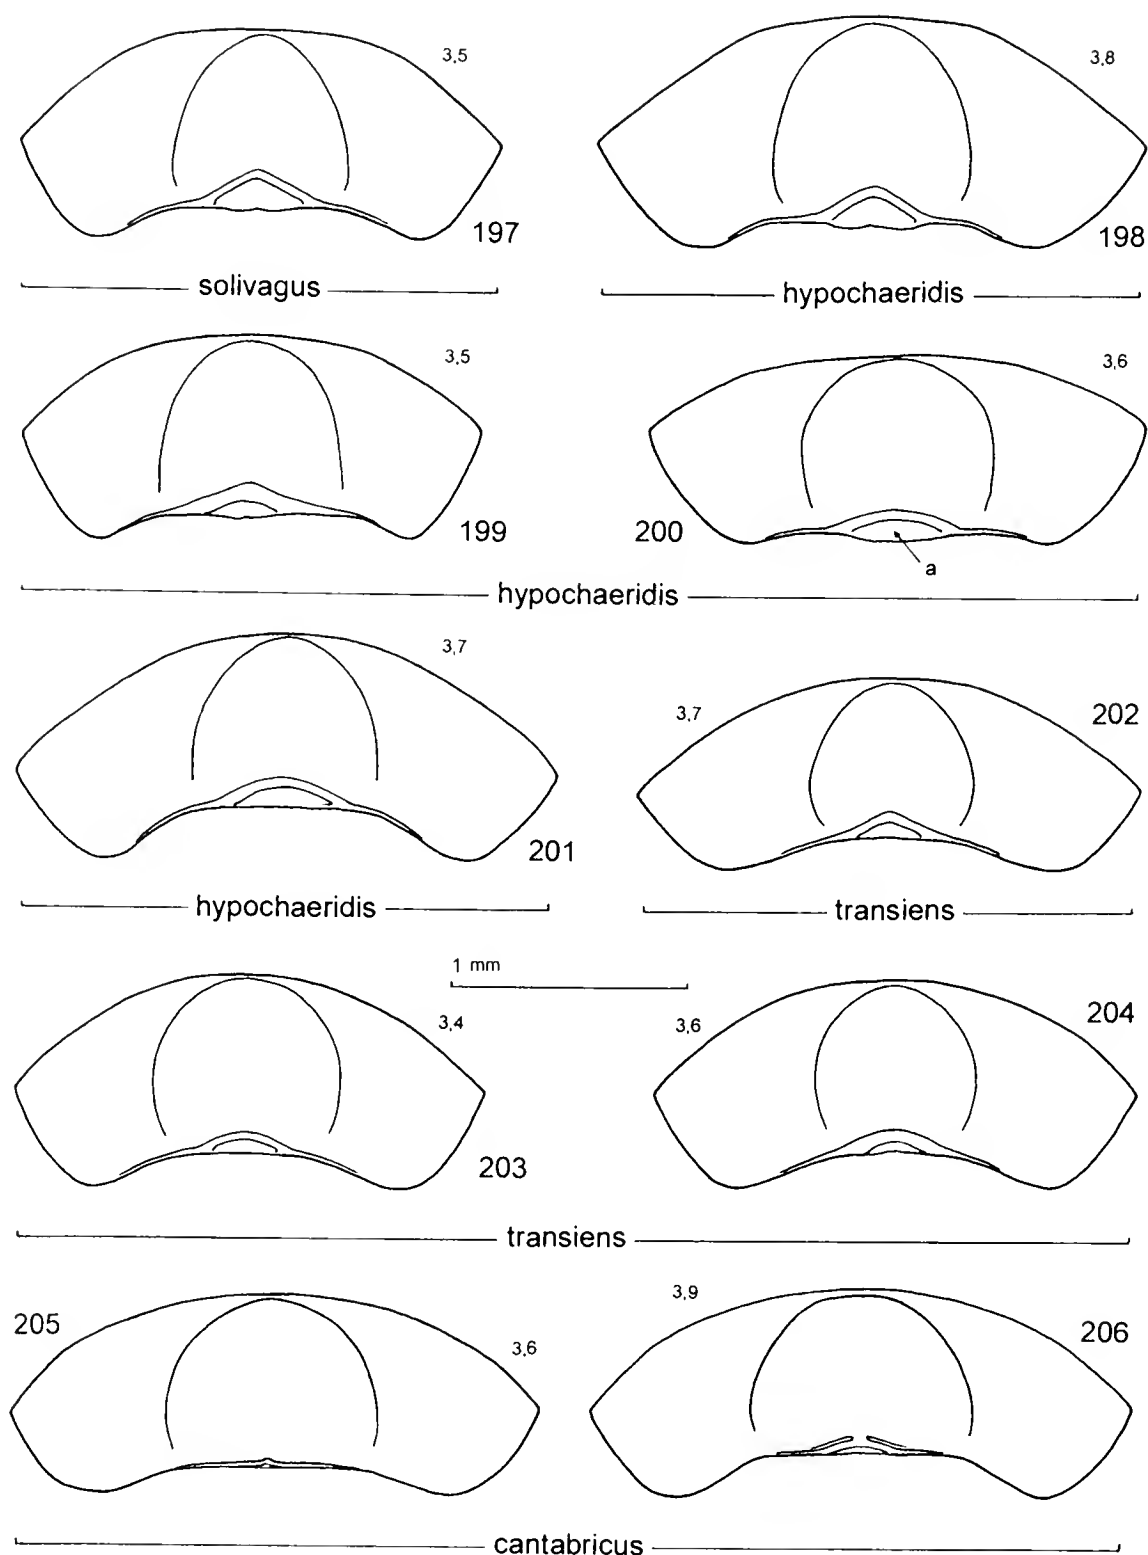 3,5
3,8
197
198
solivagus
hypochaeridis
3,5
3,6
199
200
a
hypochaeridis
3,7
3,7
202
201
hypochaeridis
transiens
1 mm
3,4
3,6
204
203
transiens
205
3,6
3,9
206
cantabricus